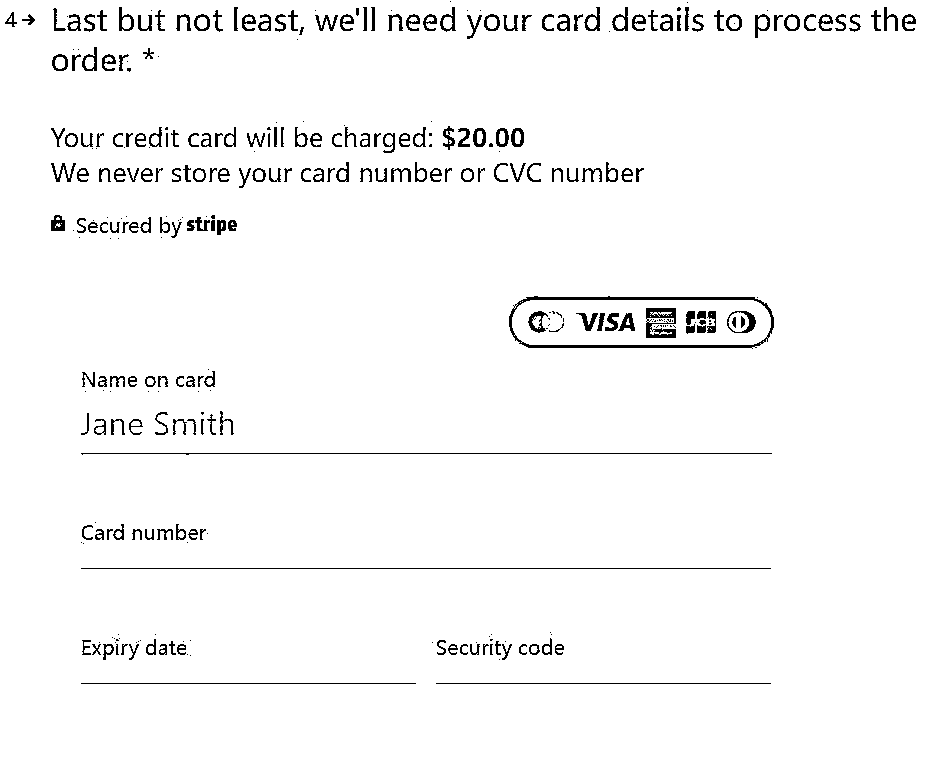 4→ Last but not least, we'll need your card details to process the
order. *
Your credit card will be charged: $20.00
We never store your card number or CVC number
Secured by stripe
VISA JCB
Name on card
Jane Smith
Card number
Expiry date
Security code